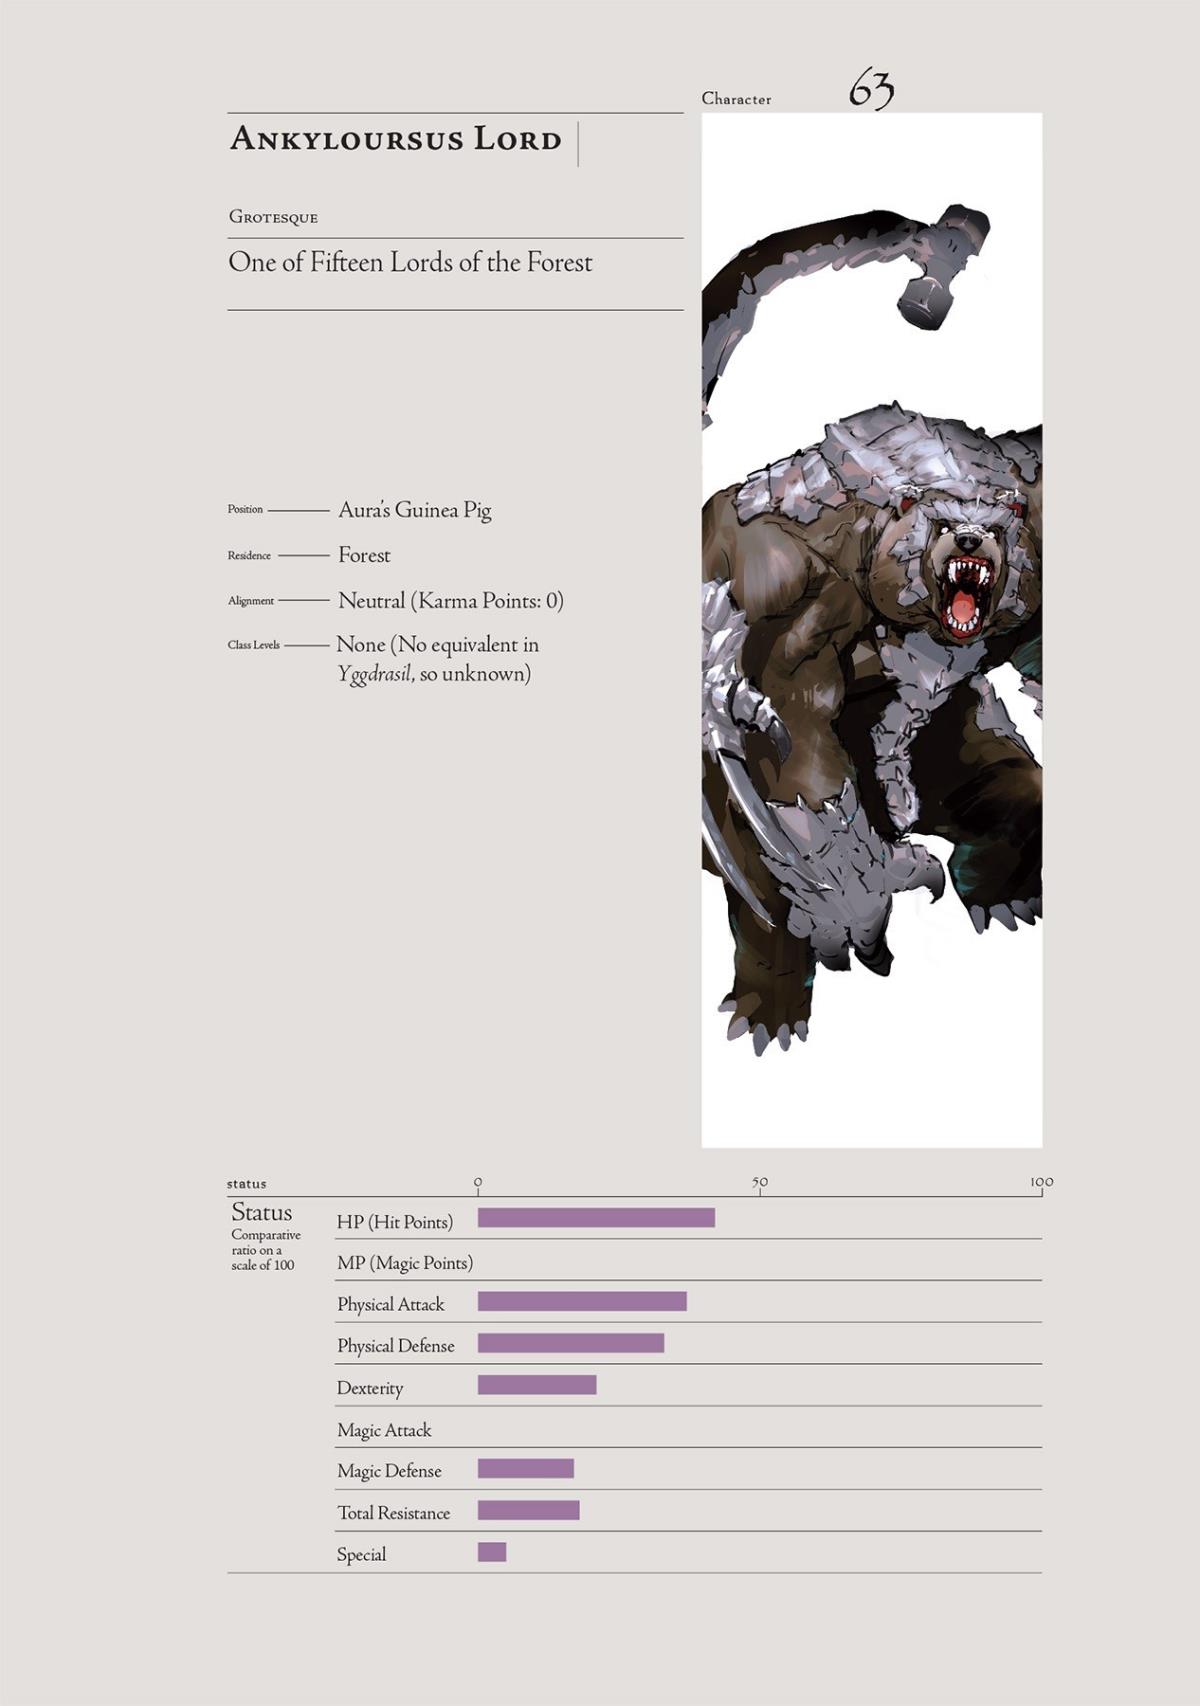 Character 63
Ankyloursus Lord
Grotesque
One of Fifteen Lords of the Forest
Position Aura's Guinea Pig
Residence Forest
Alignment Neutral (Karma Points: 0)
Class Levels None (No equivalent in
Yggdrasil, so unknown)
status 0 50 100
Status
Comparative
ratio on a
scale of 100
HP (Hit Points)
MP (Magic Points)
Physical Attack
Physical Defense
Dexterity
Magic Attack
Magic Defense
Total Resistance
Special